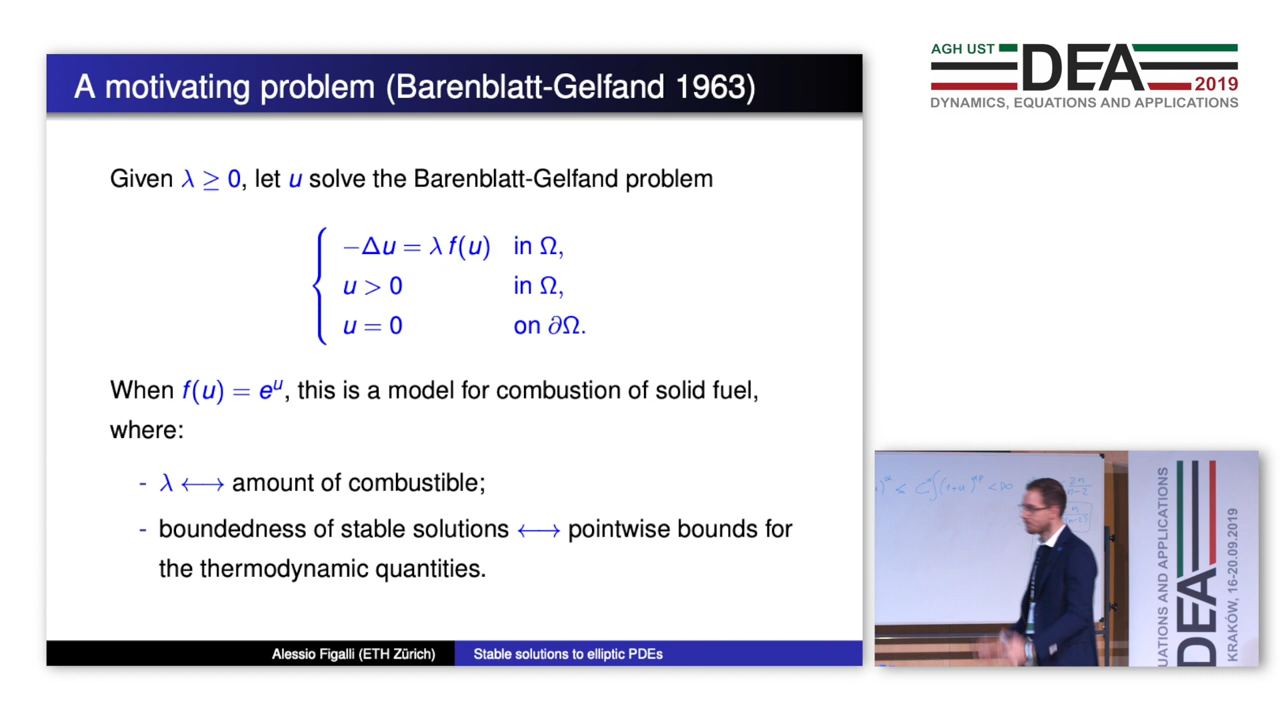 A motivating problem (Barenblatt-Gelfand 1963)
Given λ ≥ 0, let u solve the Barenblatt-Gelfand problem
−Δu = λ f(u) in Ω,
u > 0 in Ω,
u = 0 on ∂Ω.
When f(u) = eᵘ, this is a model for combustion of solid fuel,
where:
- λ ⟷ amount of combustible;
- boundedness of stable solutions ⟷ pointwise bounds for
the thermodynamic quantities.
Alessio Figalli (ETH Zürich) Stable solutions to elliptic PDEs
AGH UST
DEA
2019
DYNAMICS, EQUATIONS AND APPLICATIONS
UATIONS AND APPLICATIONS
DEA
KRAKÓW, 16-20.09.2019